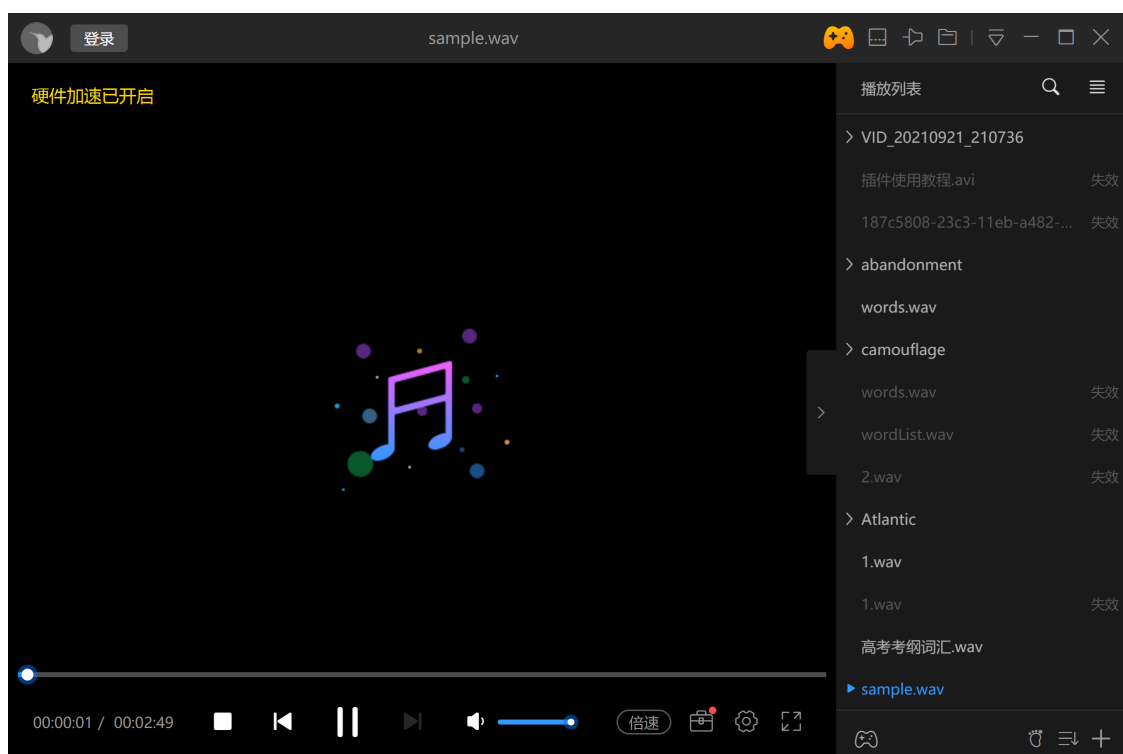 登录
sample.wav
硬件加速已开启
播放列表
VID_20210921_210736
插件使用教程.avi 失效
187c5808-23c3-11eb-a482-... 失效
abandonment
words.wav
camouflage
words.wav 失效
wordList.wav 失效
2.wav 失效
Atlantic
1.wav
1.wav 失效
高考考纲词汇.wav
sample.wav
00:00:01 / 00:02:49
倍速